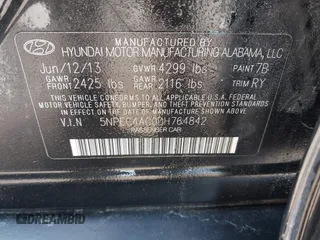 MANUFACTURED BY
HYUNDAI MOTOR MANUFACTURING ALABAMA, LLC
Jun/12/13 GVWR 4299 lbs PAINT 7B
GAWR FRONT 2425 lbs GAWR REAR 2116 lbs TRIM RY
THIS VEHICLE CONFORMS TO ALL APPLICABLE U.S.A. FEDERAL
MOTOR VEHICLE SAFETY, BUMPER, AND THEFT PREVENTION
STANDARDS IN EFFECT ON THE DATE OF MANUFACTURE SHOWN ABOVE.
V.I.N.
PASSENGER CAR
DREAMBID